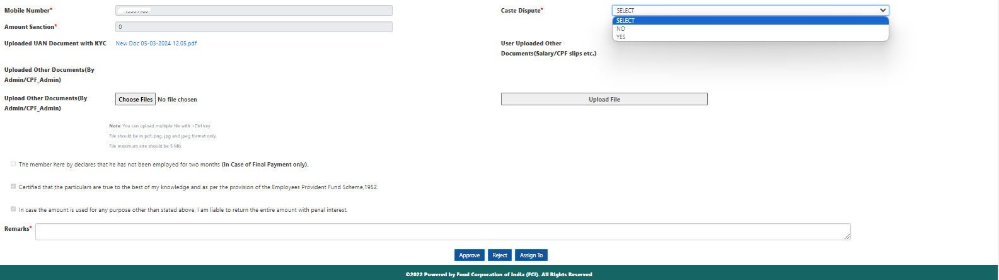 Mobile Number*
Caste Dispute*
SELECT
SELECT
NO
YES
Amount Sanction*
0
Uploaded UAN Document with KYC
New Doc 05-03-2024 12.05.pdf
User Uploaded Other
Documents(Salary/CPF slips etc.)
Uploaded Other Documents(By
Admin/CPF_Admin)
Upload Other Documents(By
Admin/CPF_Admin)
Choose Files No file chosen
Upload File
Note: You can upload multiple file with +Ctrl key
File should be in pdf, png, jpg and jpeg format only.
File maximum size should be 5 Mb.
The member here by declares that he has not been employed for two months (In Case of Final Payment only).
Certified that the particulars are true to the best of my knowledge and as per the provision of the Employees Provident Fund Scheme,1952.
In case the amount is used for any purpose other than stated above, I am liable to return the entire amount with penal interest.
Remarks*
Approve
Reject
Assign To
©2022 Powered by Food Corporation of India (FCI). All Rights Reserved